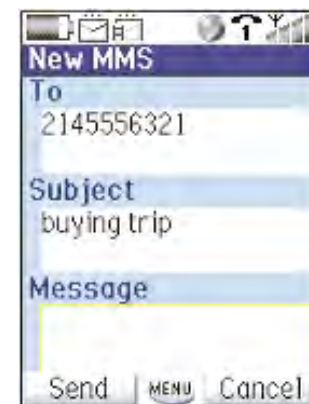 New MMS
To
2145556321
Subject
buying trip
Message
Send MENU Cancel